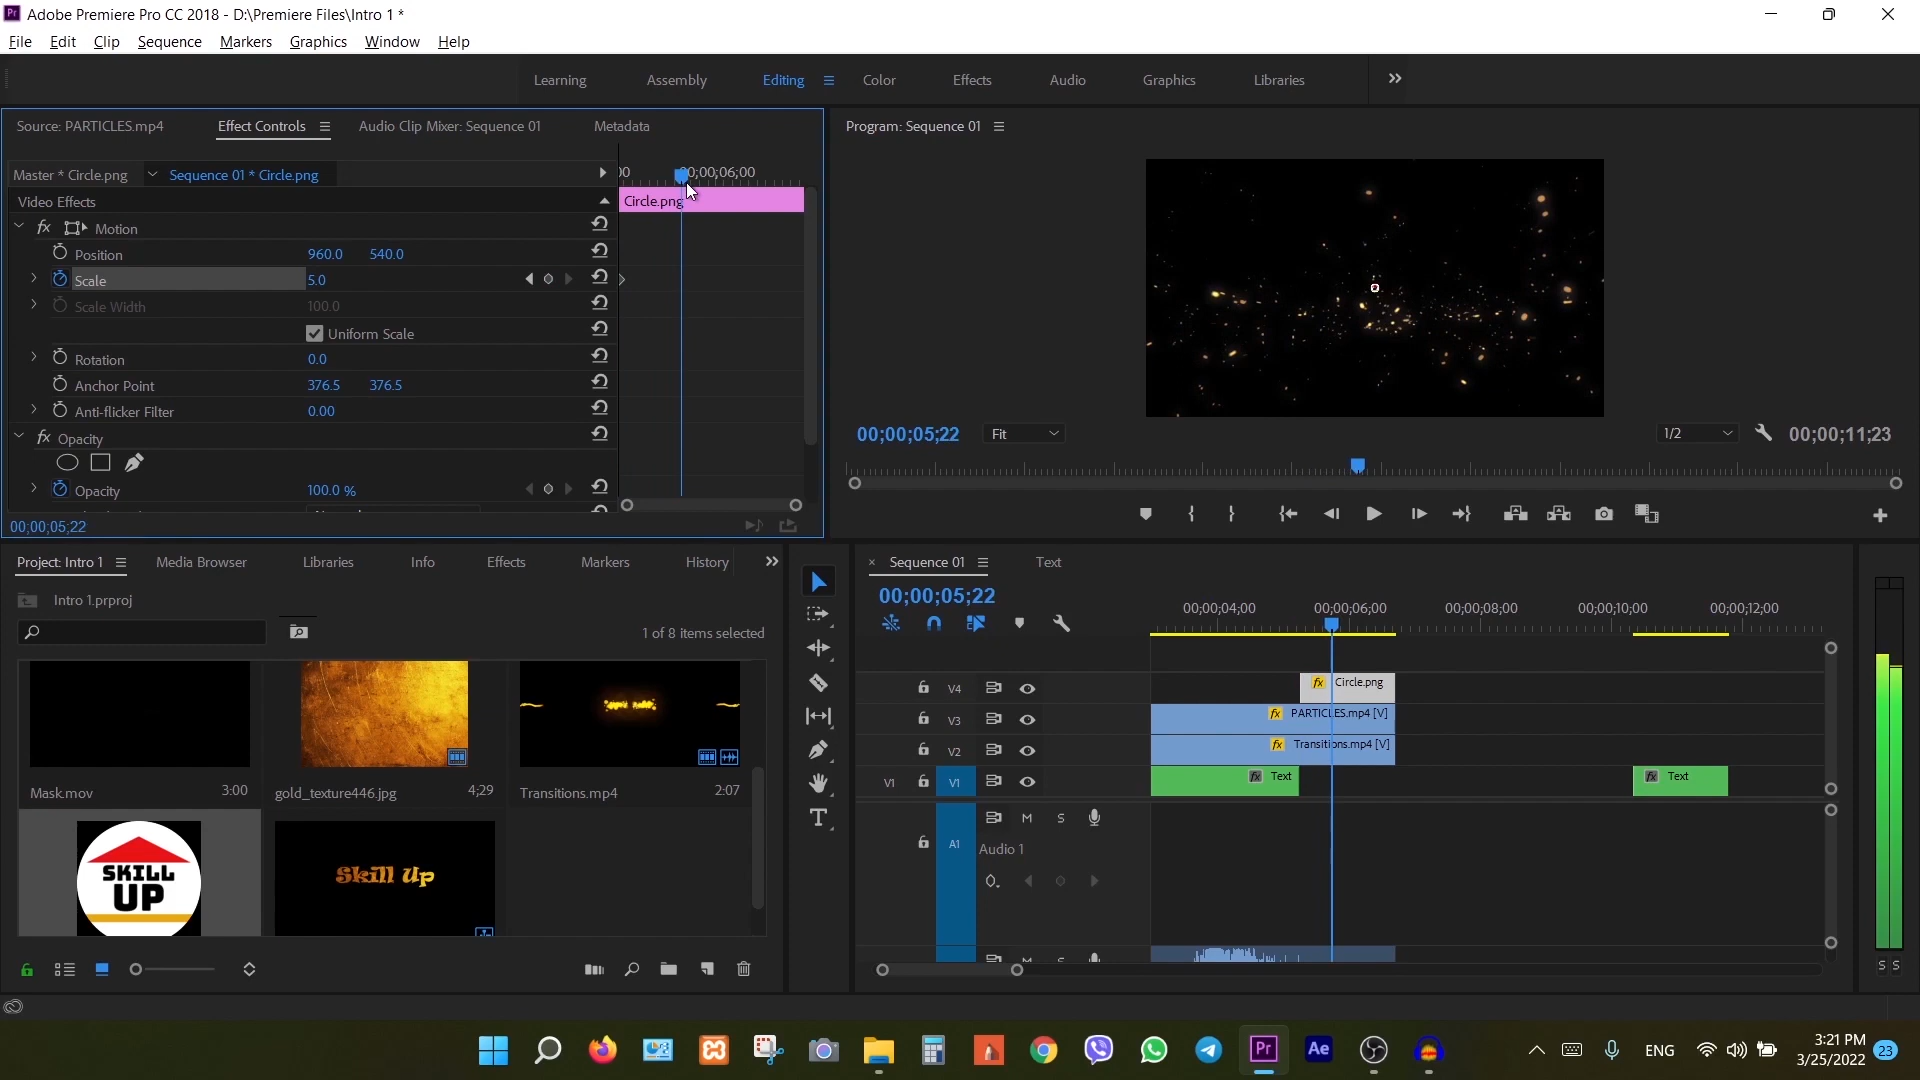 Adobe Premiere Pro CC 2018 - D:\Premiere Files\Intro 1 *
File Edit Clip Sequence Markers Graphics Window Help
Learning Assembly Editing Color Effects Audio Graphics Libraries
Source: PARTICLES.mp4 Effect Controls Audio Clip Mixer: Sequence 01 Metadata
Program: Sequence 01
Master * Circle.png Sequence 01 * Circle.png
Video Effects
Circle.png
Motion
Position 960.0 540.0
Scale 5.0
Scale Width 100.0
Uniform Scale
Rotation 0.0
Anchor Point 376.5 376.5
Anti-flicker Filter 0.00
Opacity
Opacity 100.0 %
00;00;05;22
00;00;05;22 Fit 1/2 00;00;11;23
Project: Intro 1 Media Browser Libraries Info Effects Markers History
Intro 1.prproj
1 of 8 items selected
Mask.mov 3:00
gold_texture446.jpg 4;29
Transitions.mp4 2:07
SKILL
UP
Skill Up
T
× Sequence 01 Text
00;00;05;22
00;00;04;00 00;00;06;00 00;00;08;00 00;00;10;00 00;00;12;00
V4 fx Circle.png
V3 fx PARTICLES.mp4 [V]
V2 fx Transitions.mp4 [V]
V1 V1 fx Text fx Text
M S
A1 Audio 1
S S
Pr Ae
ENG
3:21 PM
3/25/2022
23